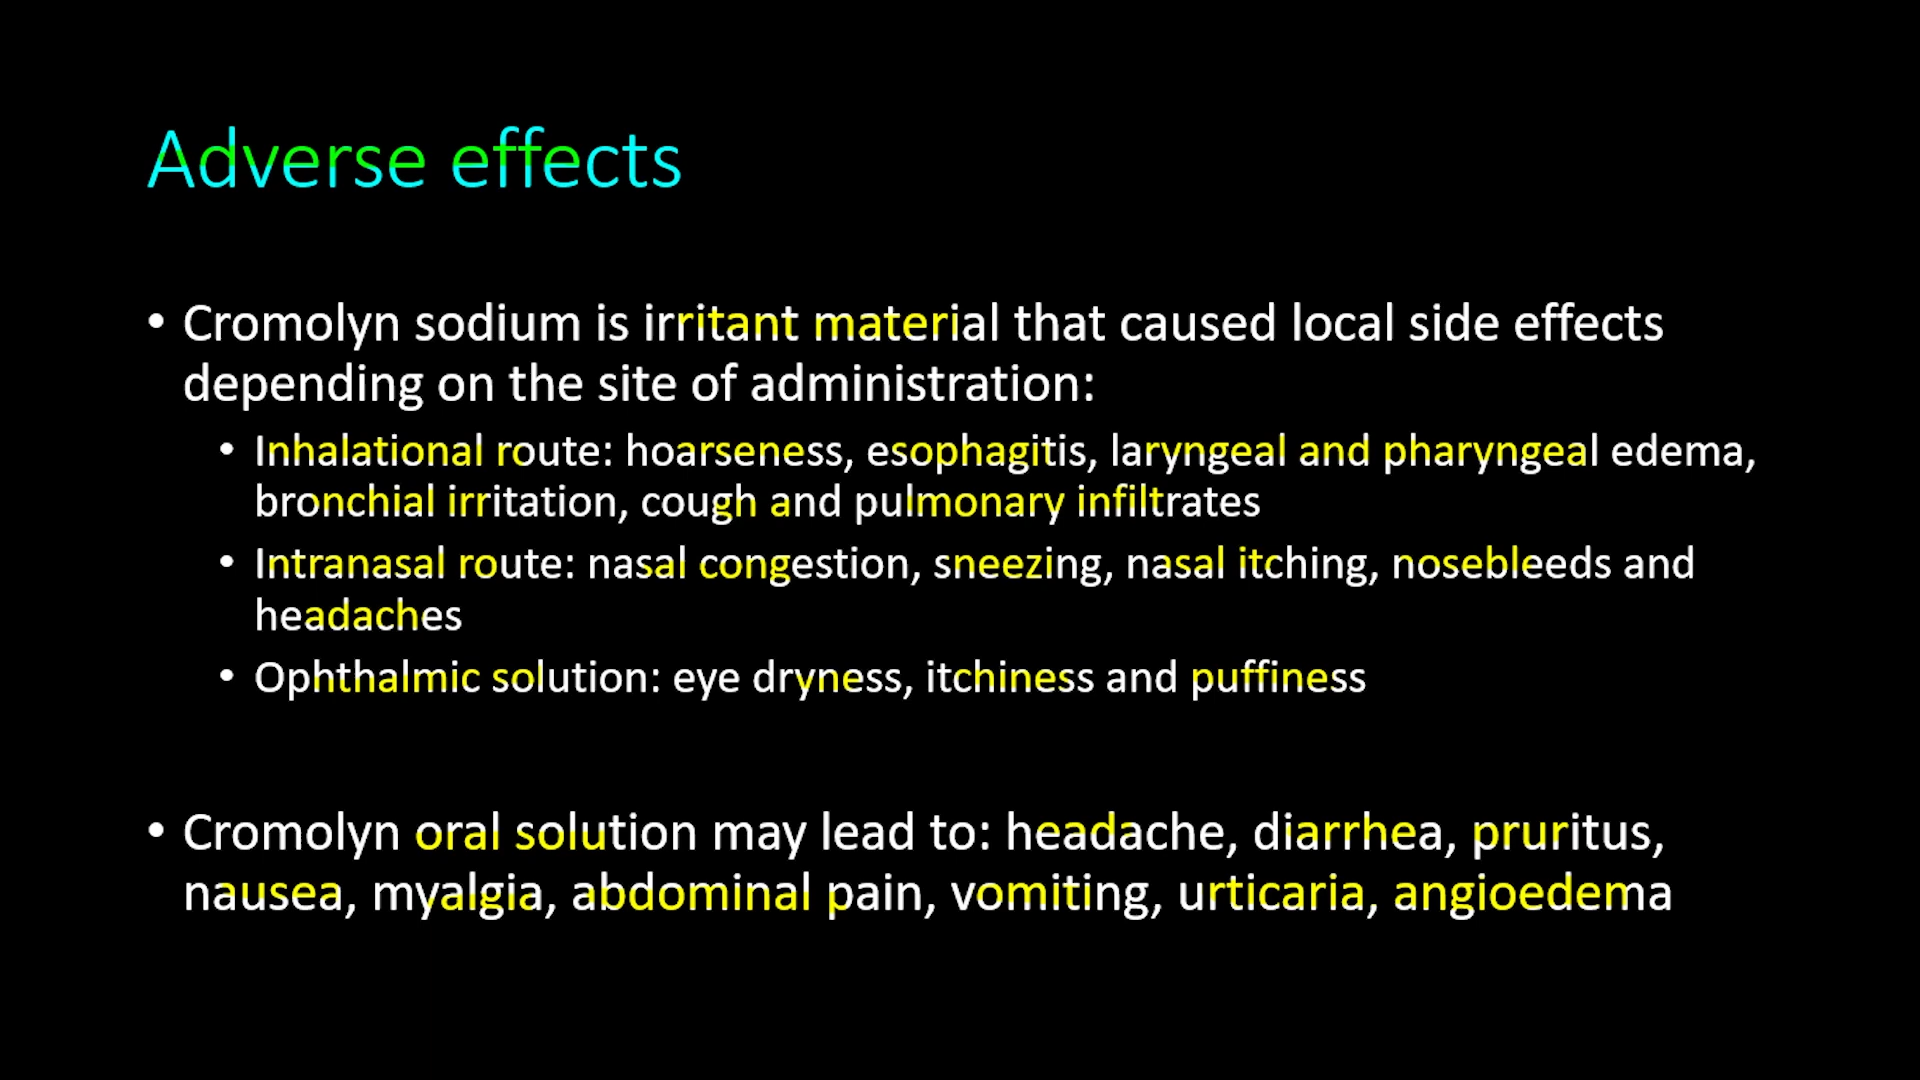 Adverse effects
• Cromolyn sodium is irritant material that caused local side effects
depending on the site of administration:
• Inhalational route: hoarseness, esophagitis, laryngeal and pharyngeal edema,
bronchial irritation, cough and pulmonary infiltrates
• Intranasal route: nasal congestion, sneezing, nasal itching, nosebleeds and
headaches
• Ophthalmic solution: eye dryness, itchiness and puffiness
• Cromolyn oral solution may lead to: headache, diarrhea, pruritus,
nausea, myalgia, abdominal pain, vomiting, urticaria, angioedema